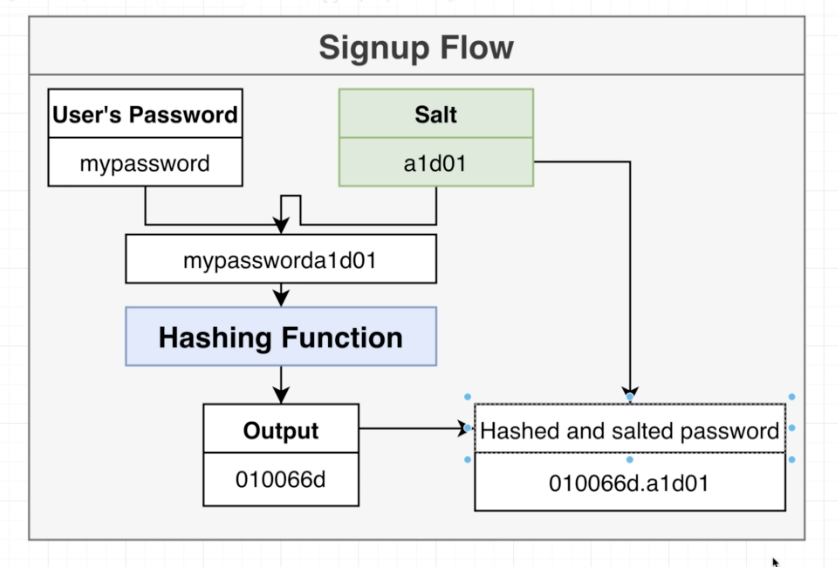 Signup Flow
User's Password
mypassword
Salt
a1d01
mypassworda1d01
Hashing Function
Output
010066d
Hashed and salted password
010066d.a1d01